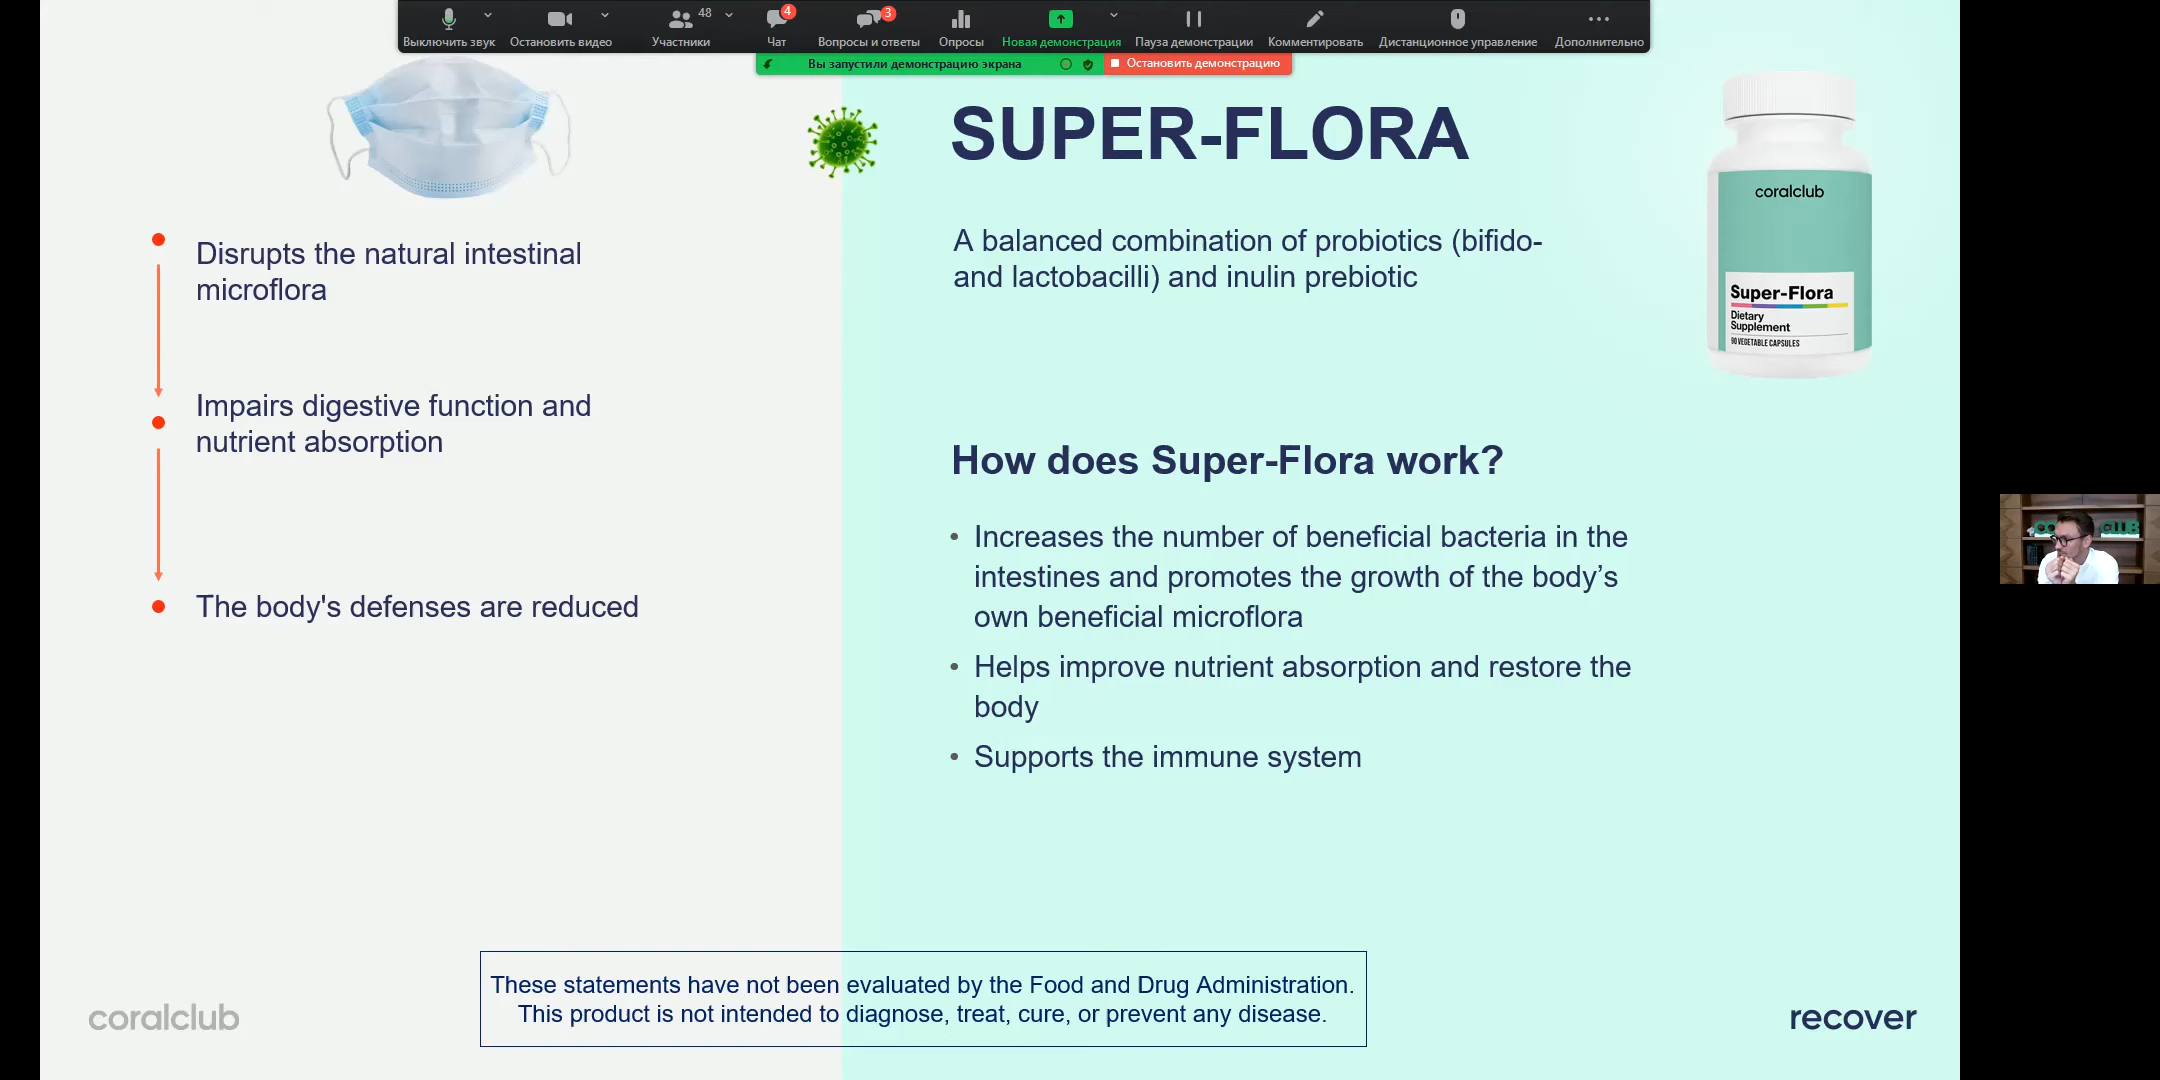 48
4
3
Выключить звук
Остановить видео
Участники
Чат
Вопросы и ответы
Опросы
Новая демонстрация
Пауза демонстрации
Комментировать
Дистанционное управление
Дополнительно
Вы запустили демонстрацию экрана
Остановить демонстрацию
Disrupts the natural intestinal
microflora
Impairs digestive function and
nutrient absorption
The body's defenses are reduced
SUPER-FLORA
A balanced combination of probiotics (bifido-
and lactobacilli) and inulin prebiotic
coralclub
Super-Flora
Dietary
Supplement
90 VEGETABLE CAPSULES
How does Super-Flora work?
• Increases the number of beneficial bacteria in the
intestines and promotes the growth of the body’s
own beneficial microflora
• Helps improve nutrient absorption and restore the
body
• Supports the immune system
These statements have not been evaluated by the Food and Drug Administration.
This product is not intended to diagnose, treat, cure, or prevent any disease.
coralclub
recover
CLUB